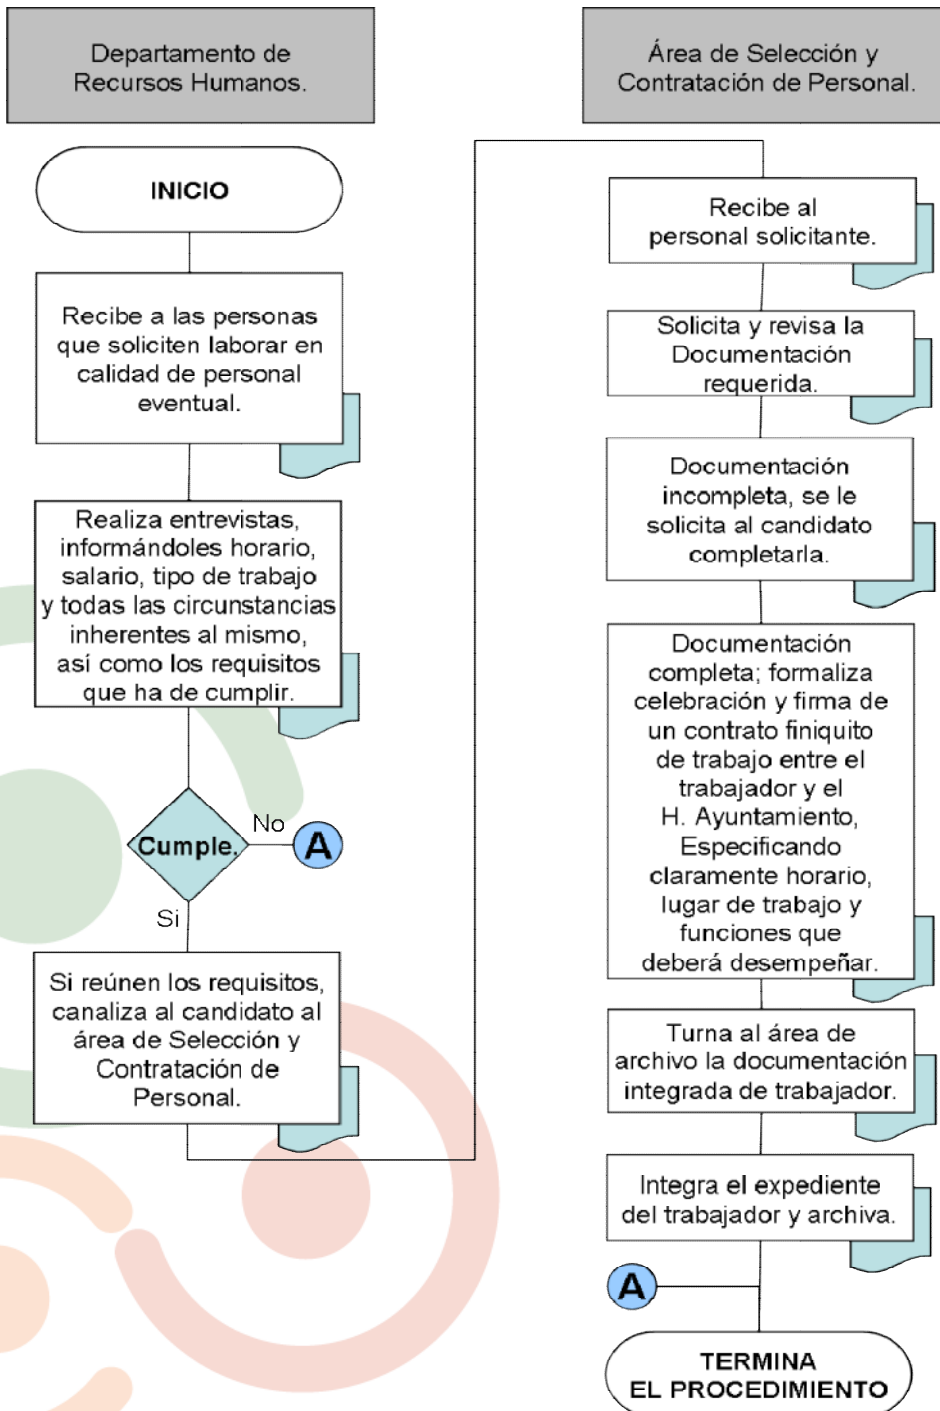 Departamento de
Recursos Humanos.
INICIO
Recibe a las personas
que soliciten laborar en
calidad de personal
eventual.
Realiza entrevistas,
informándoles horario,
salario, tipo de trabajo
y todas las circunstancias
inherentes al mismo,
así como los requisitos
que ha de cumplir.
Cumple.
No
A
Si
Si reúnen los requisitos,
canaliza al candidato al
área de Selección y
Contratación de
Personal.
Área de Selección y
Contratación de Personal.
Recibe al
personal solicitante.
Solicita y revisa la
Documentación
requerida.
Documentación
incompleta, se le
solicita al candidato
completarla.
Documentación
completa; formaliza
celebración y firma de
un contrato finiquito
de trabajo entre el
trabajador y el
H. Ayuntamiento,
Especificando
claramente horario,
lugar de trabajo y
funciones que
deberá desempeñar.
Turna al área de
archivo la documentación
integrada de trabajador.
Integra el expediente
del trabajador y archiva.
A
TERMINA
EL PROCEDIMIENTO